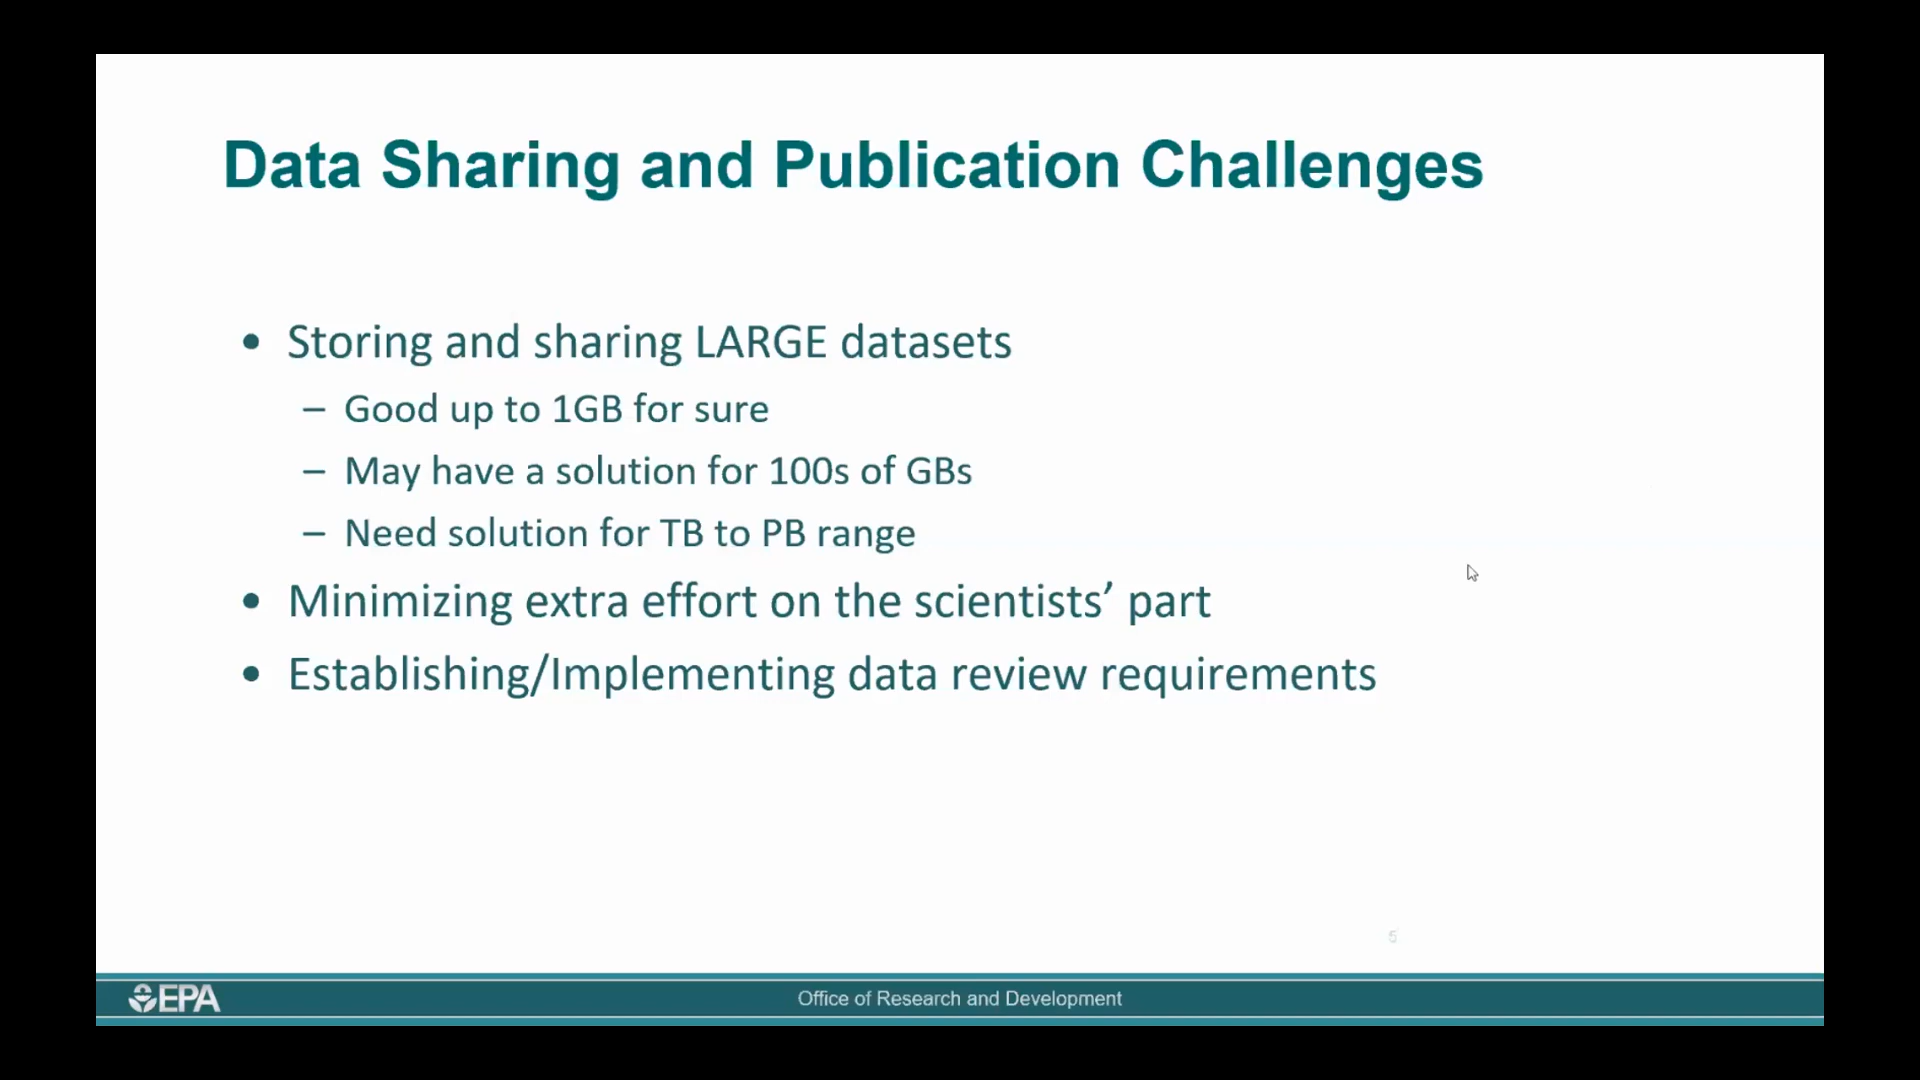 Data Sharing and Publication Challenges
• Storing and sharing LARGE datasets
– Good up to 1GB for sure
– May have a solution for 100s of GBs
– Need solution for TB to PB range
• Minimizing extra effort on the scientists’ part
• Establishing/Implementing data review requirements
5
EPA
Office of Research and Development